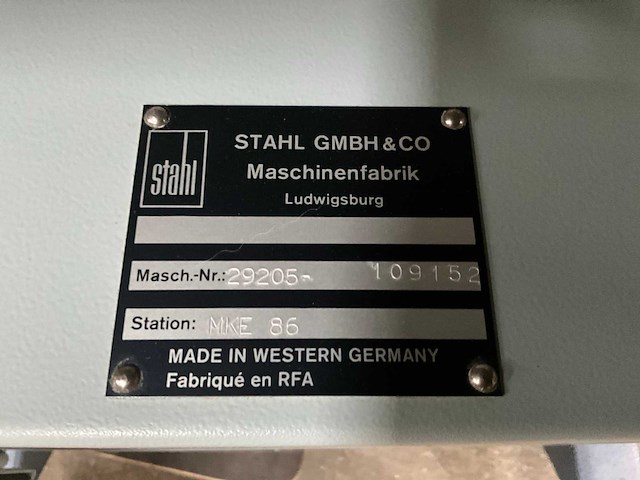 stahl
STAHL GMBH & CO
Maschinenfabrik
Ludwigsburg
Masch.-Nr.: 29205- 109152
Station: MKE 86
MADE IN WESTERN GERMANY
Fabriqué en RFA